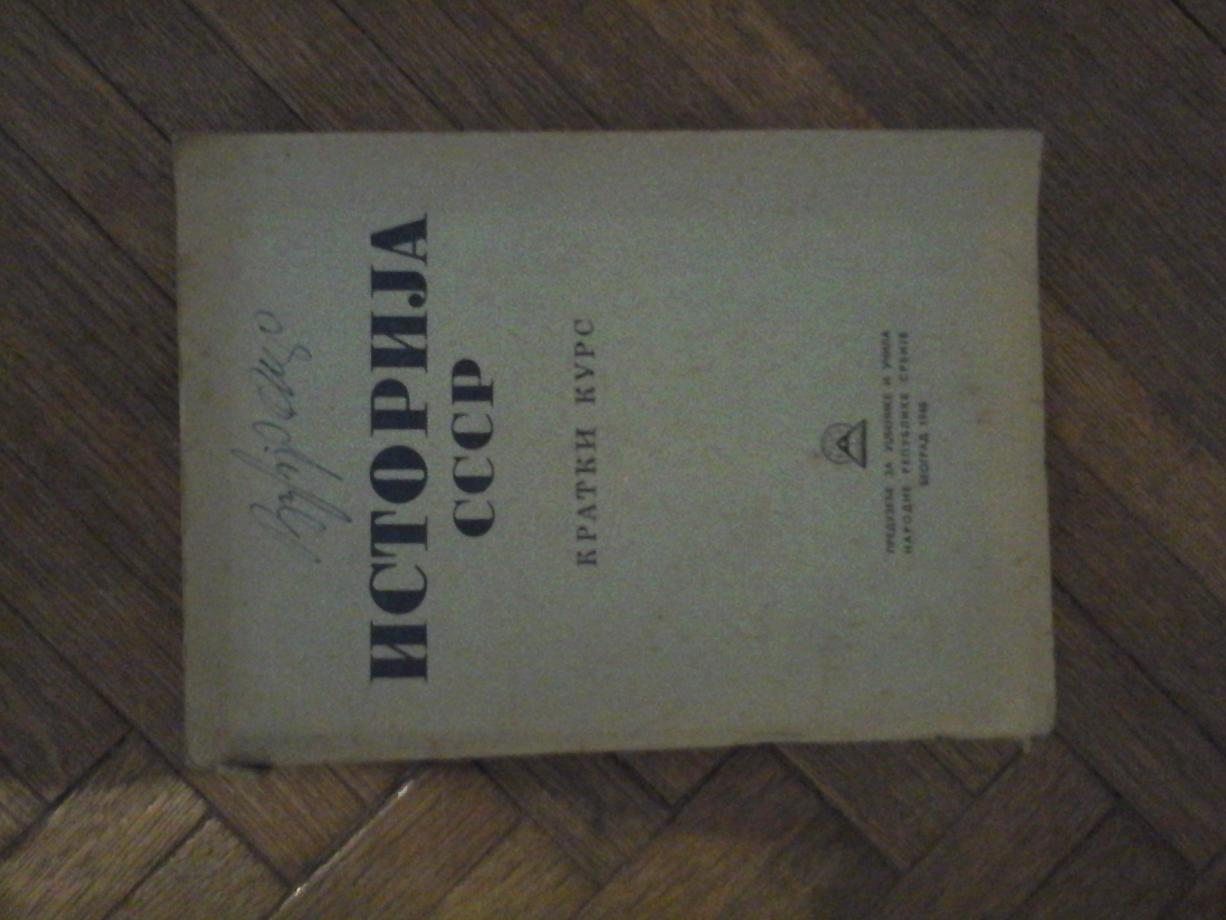 ИСТОРИЈА
СССР
КРАТКИ КУРС
ПРЕДУЗЕЋЕ ЗА УЏБЕНИКЕ И УЧИЛА
НАРОДНЕ РЕПУБЛИКЕ СРБИЈЕ
БЕОГРАД